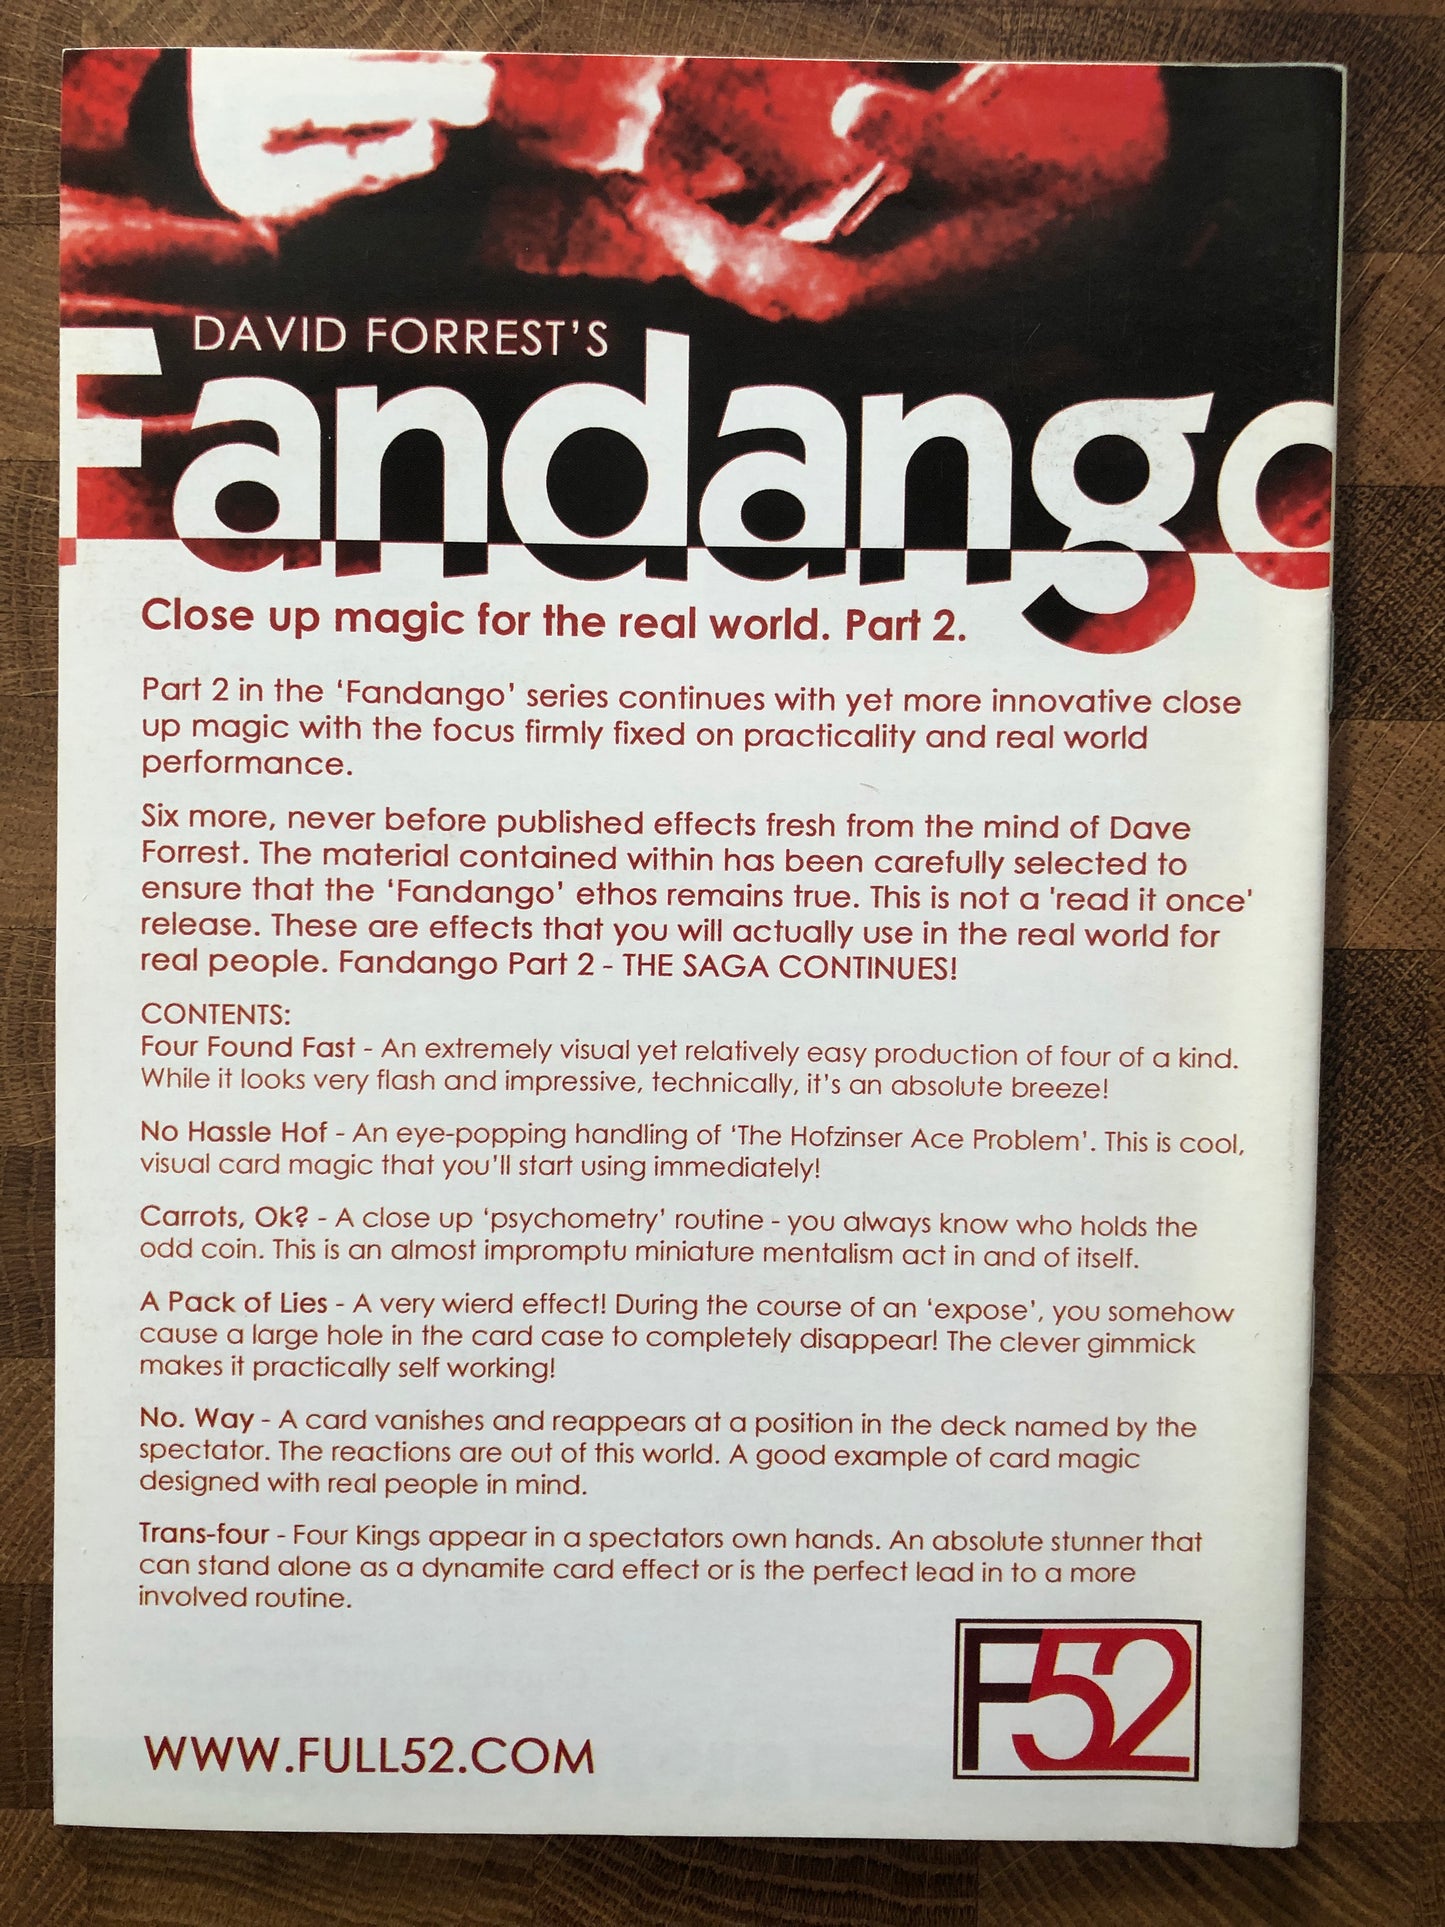 DAVID FORREST'S
Fandango
Close up magic for the real world. Part 2.
Part 2 in the 'Fandango' series continues with yet more innovative close
up magic with the focus firmly fixed on practicality and real world
performance.
Six more, never before published effects fresh from the mind of Dave
Forrest. The material contained within has been carefully selected to
ensure that the 'Fandango' ethos remains true. This is not a 'read it once'
release. These are effects that you will actually use in the real world for
real people. Fandango Part 2 - THE SAGA CONTINUES!
CONTENTS:
Four Found Fast - An extremely visual yet relatively easy production of four of a kind.
While it looks very flash and impressive, technically, it's an absolute breeze!
No Hassle Hof - An eye-popping handling of 'The Hofzinser Ace Problem'. This is cool,
visual card magic that you'll start using immediately!
Carrots, Ok? - A close up 'psychometry' routine - you always know who holds the
odd coin. This is an almost impromptu miniature mentalism act in and of itself.
A Pack of Lies - A very wierd effect! During the course of an 'expose', you somehow
cause a large hole in the card case to completely disappear! The clever gimmick
makes it practically self working!
No. Way - A card vanishes and reappears at a position in the deck named by the
spectator. The reactions are out of this world. A good example of card magic
designed with real people in mind.
Trans-four - Four Kings appear in a spectators own hands. An absolute stunner that
can stand alone as a dynamite card effect or is the perfect lead in to a more
involved routine.
F52
WWW.FULL52.COM